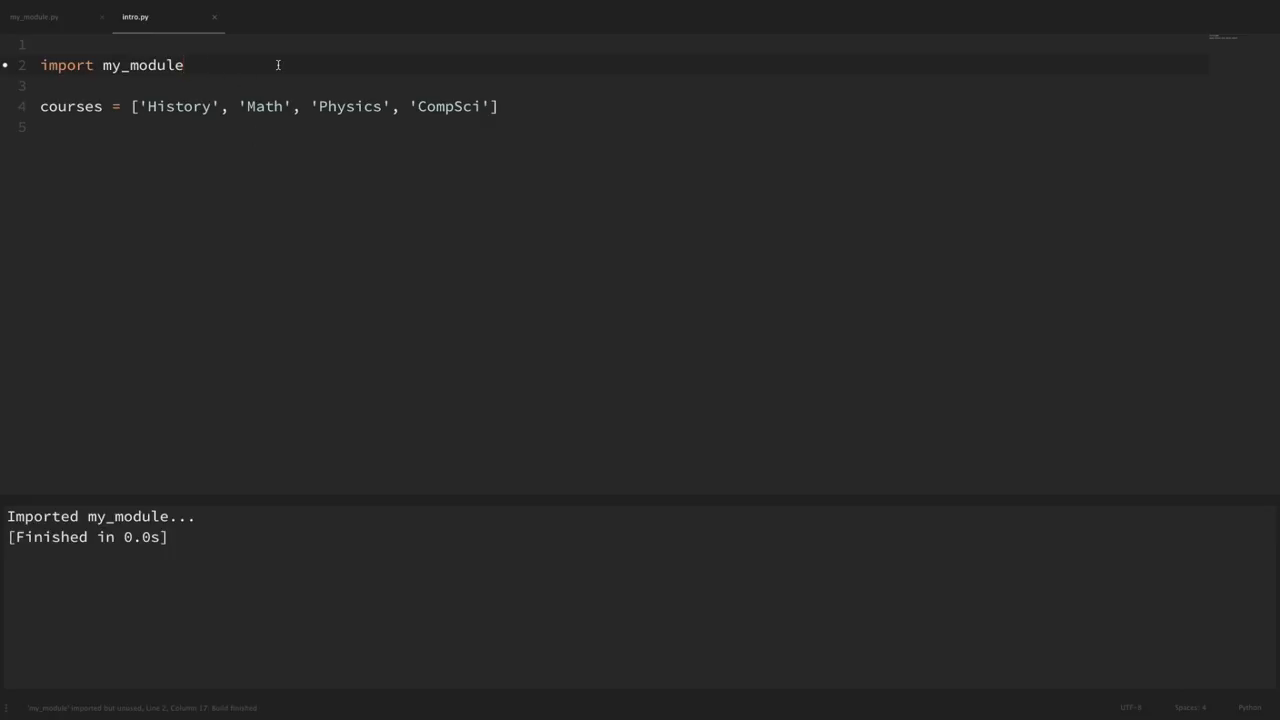 my_module.py × intro.py ×
1
2 import my_module
3
4 courses = ['History', 'Math', 'Physics', 'CompSci']
5
Imported my_module...
[Finished in 0.0s]
'my_module' imported but unused, Line 2, Column 17; Build finished UTF-8 Spaces: 4 Python